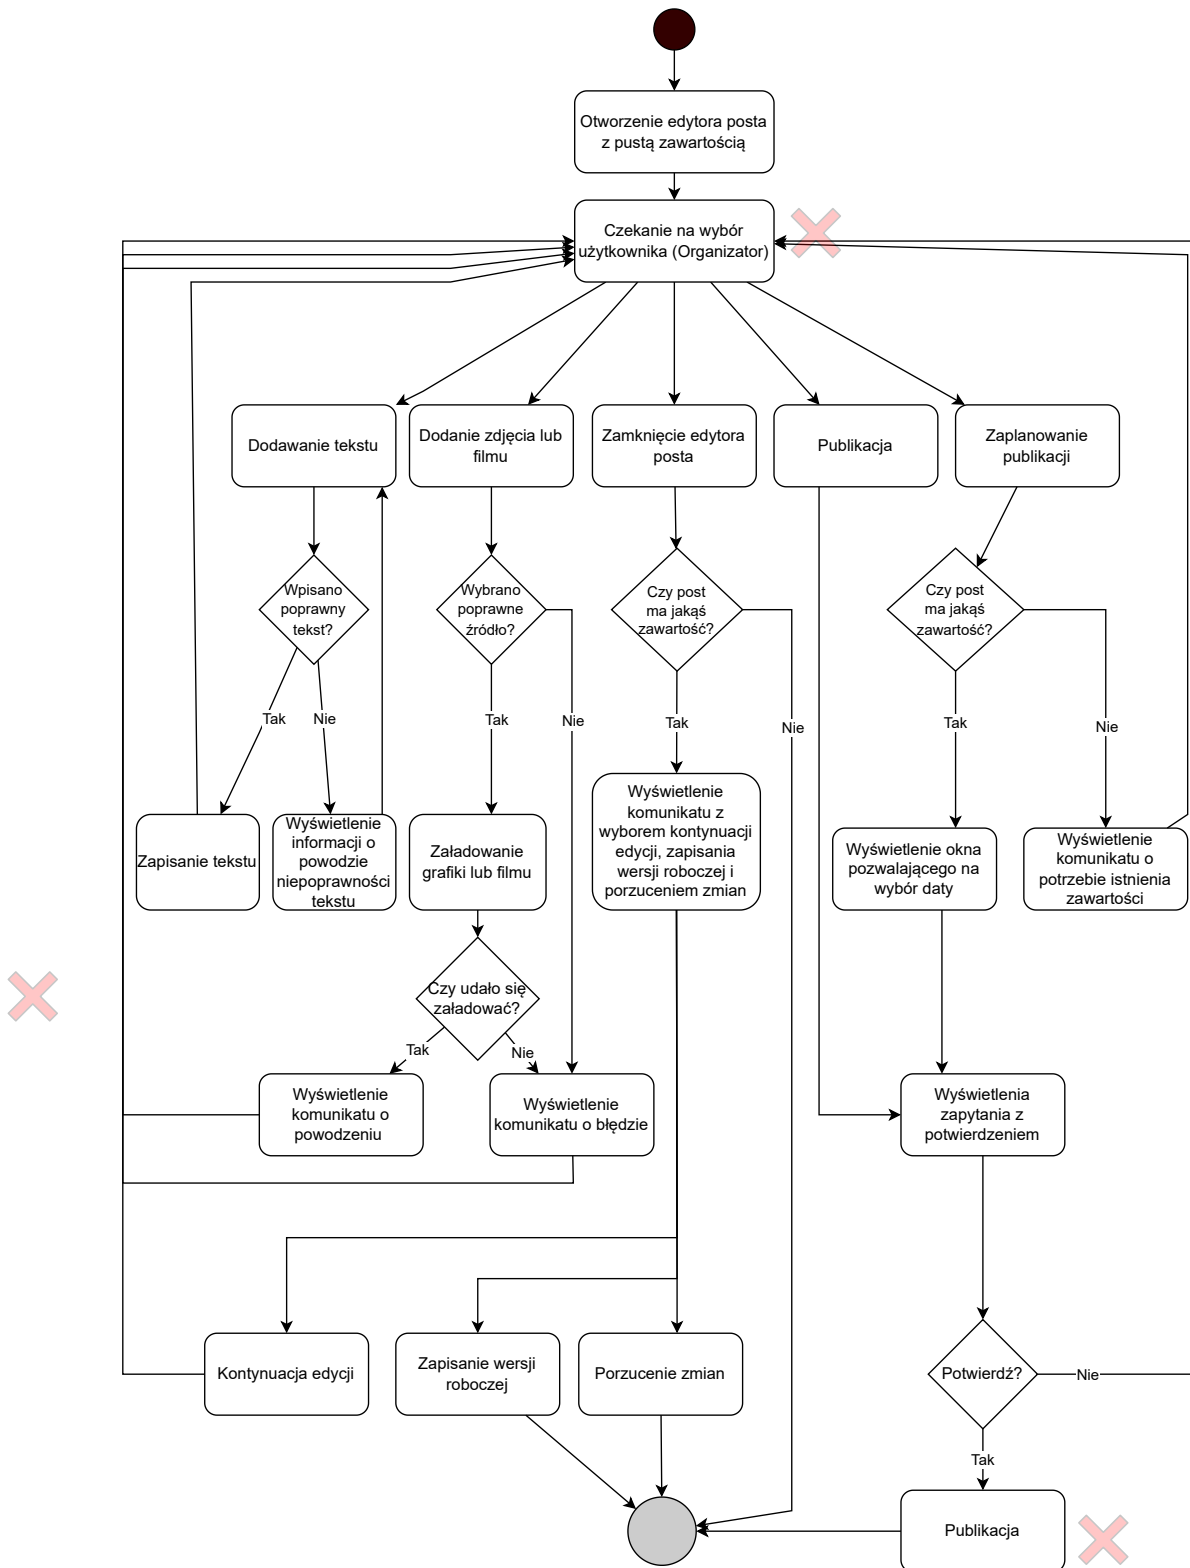 Otworzenie edytora posta
z pustą zawartością
Czekanie na wybór
użytkownika (Organizator)
Dodawanie tekstu
Dodanie zdjęcia lub
filmu
Zamknięcie edytora
posta
Publikacja
Zaplanowanie
publikacji
Wpisano
poprawny
tekst?
Wybrano
poprawne
źródło?
Czy post
ma jakąś
zawartość?
Czy post
ma jakąś
zawartość?
Tak
Nie
Tak
Nie
Tak
Nie
Tak
Nie
Zapisanie tekstu
Wyświetlenie
informacji o
powodzie
niepoprawności
tekstu
Załadowanie
grafiki lub filmu
Wyświetlenie
komunikatu z
wyborem kontynuacji
edycji, zapisania
wersji roboczej i
porzuceniem zmian
Wyświetlenie okna
pozwalającego na
wybór daty
Wyświetlenie
komunikatu o
potrzebie istnienia
zawartości
Czy udało się
załadować?
Tak
Nie
Wyświetlenie
komunikatu o
powodzeniu
Wyświetlenie
komunikatu o błędzie
Wyświetlenia
zapytania z
potwierdzeniem
Kontynuacja edycji
Zapisanie wersji
roboczej
Porzucenie zmian
Potwierdź?
Nie
Tak
Publikacja